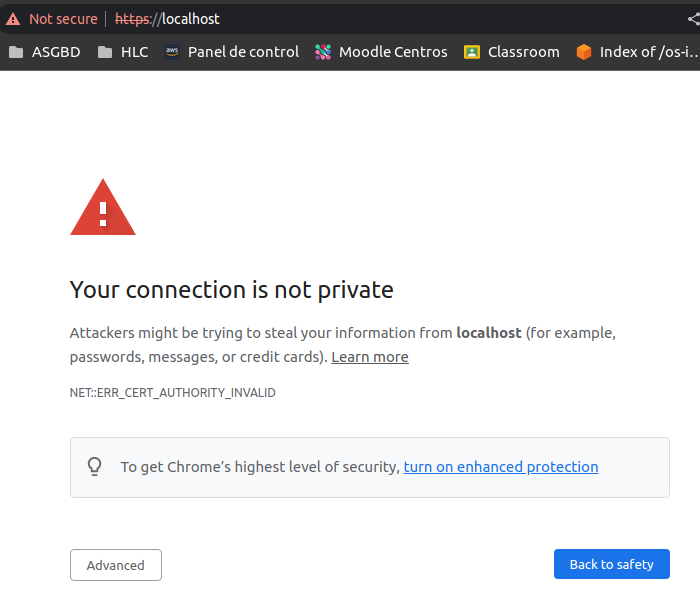 Not secure | https://localhost
ASGBD HLC aws Panel de control Moodle Centros Classroom Index of /os-i...
Your connection is not private
Attackers might be trying to steal your information from localhost (for example,
passwords, messages, or credit cards). Learn more
NET::ERR_CERT_AUTHORITY_INVALID
To get Chrome's highest level of security, turn on enhanced protection
Advanced Back to safety